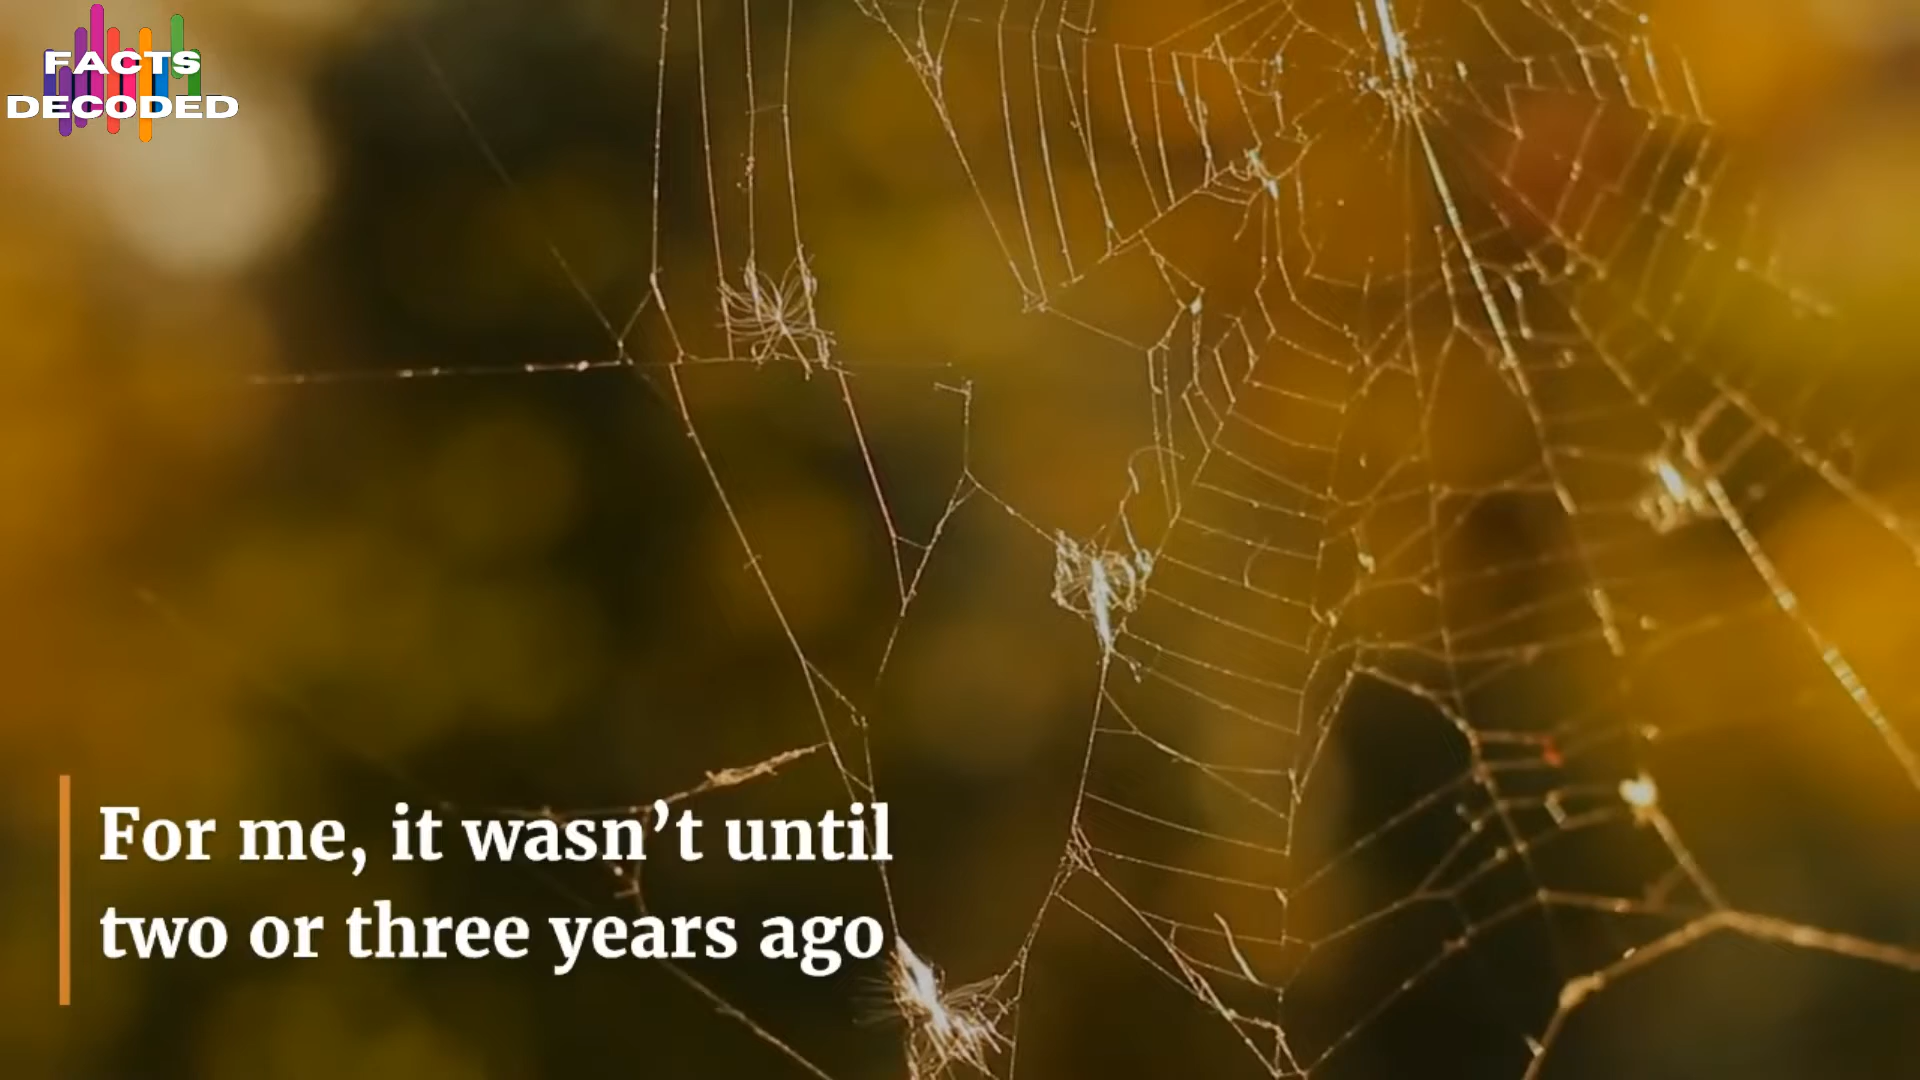 FACTS
DECODED
For me, it wasn’t until
two or three years ago